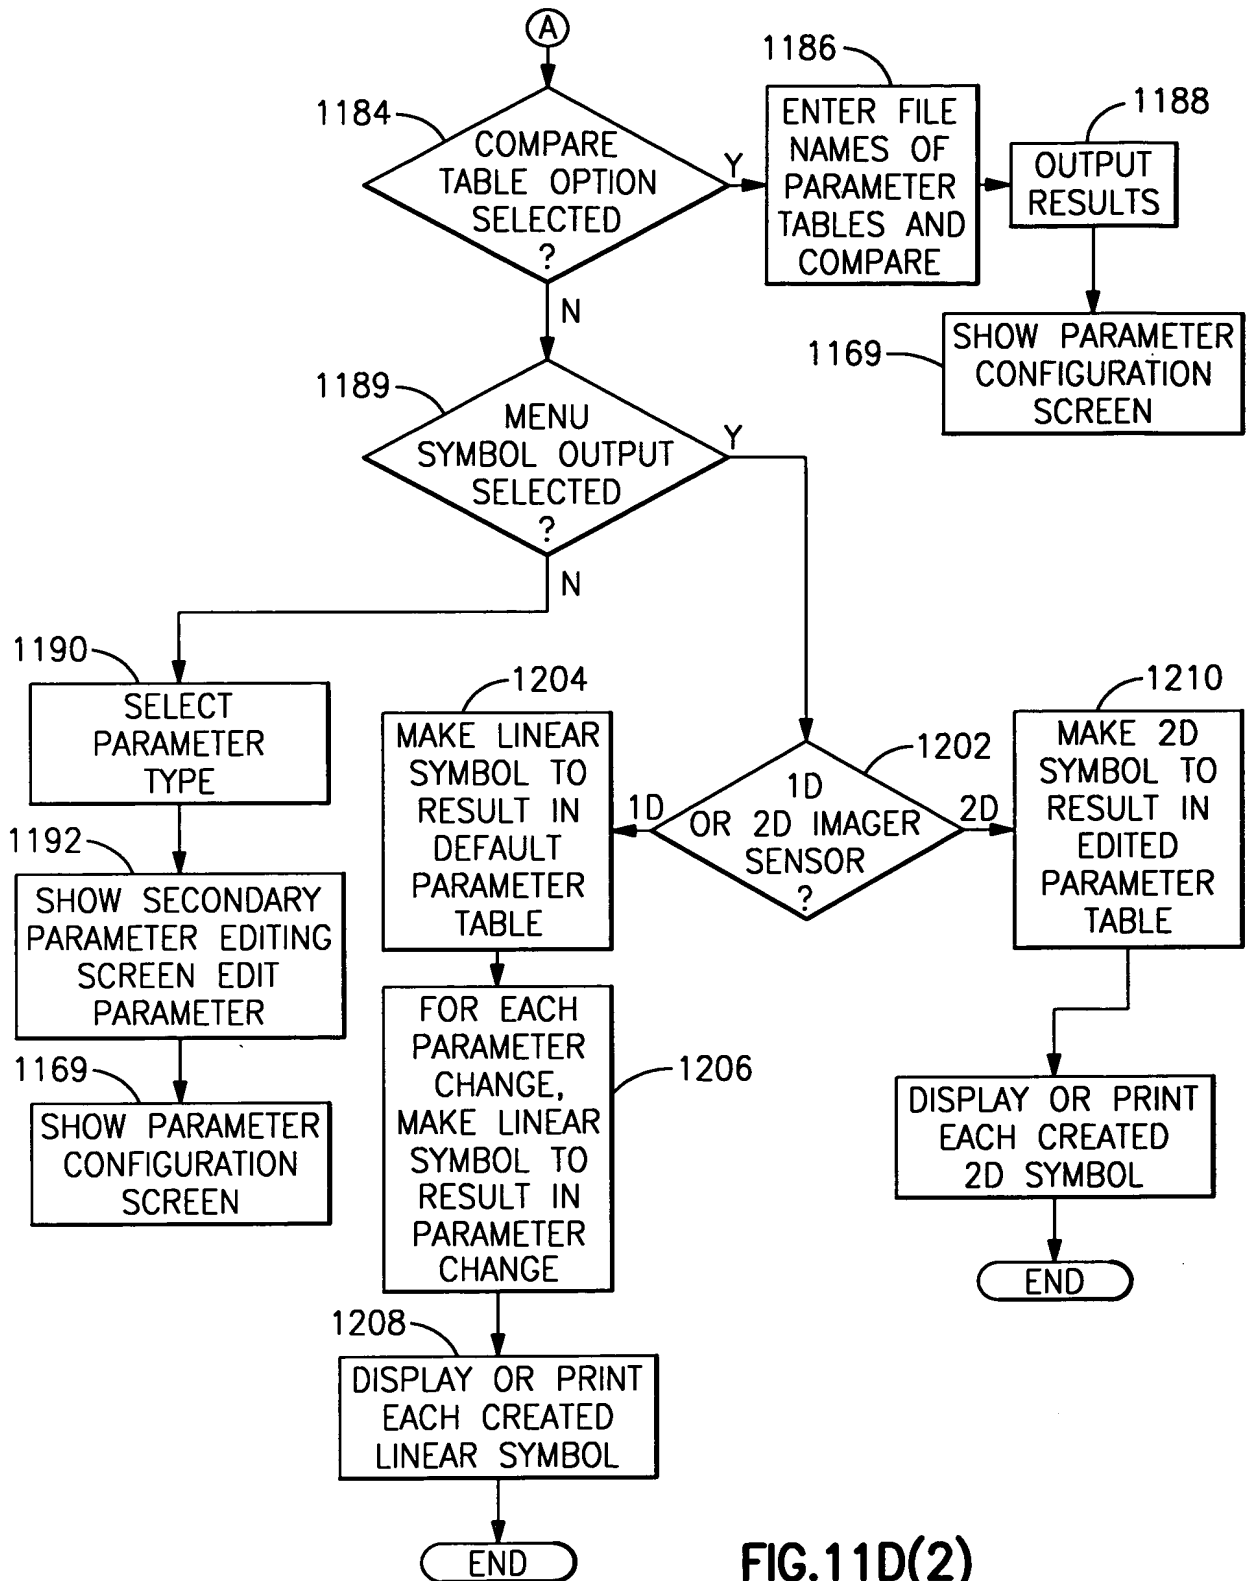 A
1184
COMPARE
TABLE OPTION
SELECTED
?
Y
N
1186
ENTER FILE
NAMES OF
PARAMETER
TABLES AND
COMPARE
1188
OUTPUT
RESULTS
1169
SHOW PARAMETER
CONFIGURATION
SCREEN
1189
MENU
SYMBOL OUTPUT
SELECTED
?
Y
N
1190
SELECT
PARAMETER
TYPE
1192
SHOW SECONDARY
PARAMETER EDITING
SCREEN EDIT
PARAMETER
1169
SHOW PARAMETER
CONFIGURATION
SCREEN
1202
1D
OR 2D IMAGER
SENSOR
?
1D
2D
1204
MAKE LINEAR
SYMBOL TO
RESULT IN
DEFAULT
PARAMETER
TABLE
1206
FOR EACH
PARAMETER
CHANGE,
MAKE LINEAR
SYMBOL TO
RESULT IN
PARAMETER
CHANGE
1208
DISPLAY OR PRINT
EACH CREATED
LINEAR SYMBOL
END
1210
MAKE 2D
SYMBOL TO
RESULT IN
EDITED
PARAMETER
TABLE
DISPLAY OR PRINT
EACH CREATED
2D SYMBOL
END
FIG.11D(2)